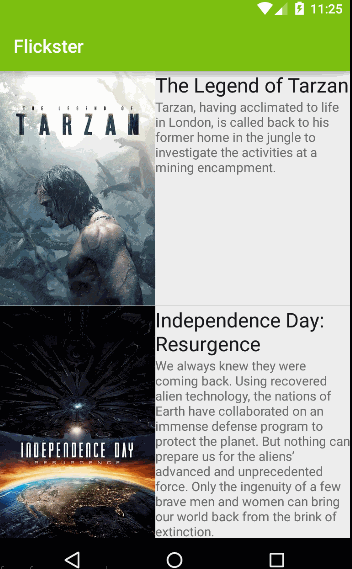 11:25
Flickster
THE LEGEND OF
TARZAN
The Legend of Tarzan
Tarzan, having acclimated to life
in London, is called back to his
former home in the jungle to
investigate the activities at a
mining encampment.
INDEPENDENCE DAY
RESURGENCE
Independence Day:
Resurgence
We always knew they were
coming back. Using recovered
alien technology, the nations of
Earth have collaborated on an
immense defense program to
protect the planet. But nothing can
prepare us for the aliens’
advanced and unprecedented
force. Only the ingenuity of a few
brave men and women can bring
our world back from the brink of
extinction.